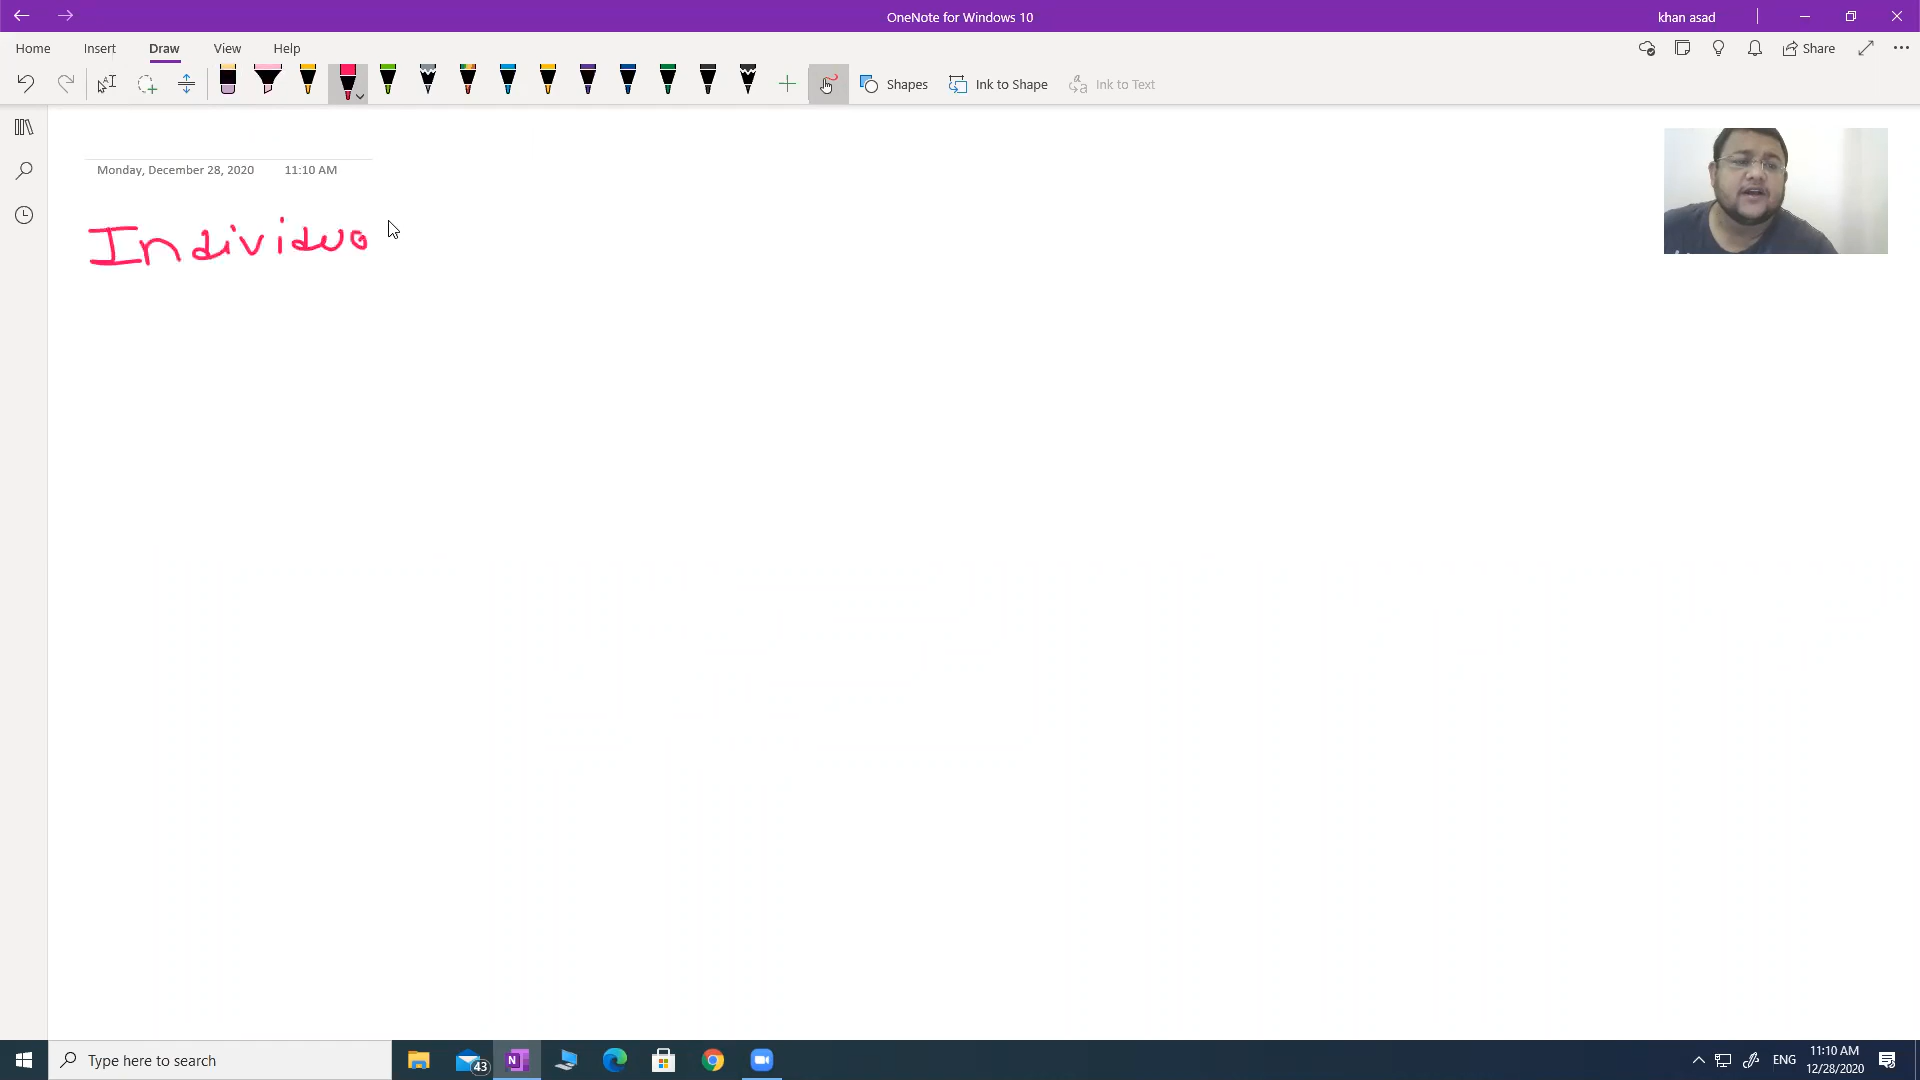 OneNote for Windows 10
khan asad
Home Insert Draw View Help
Share
Shapes Ink to Shape Ink to Text
Monday, December 28, 2020 11:10 AM
Individuo
Type here to search
43
N
ENG
11:10 AM
12/28/2020